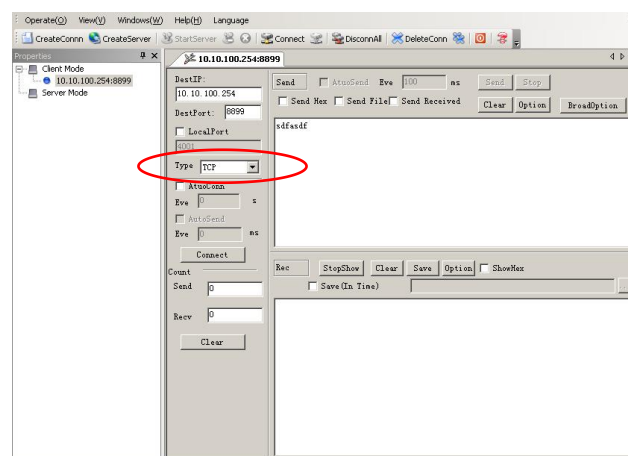 Operate(O) View(V) Windows(W) Help(H) Language
CreateConnn CreateServer StartServer Connect DisconnAll DeleteConn
Properties
Client Mode
10.10.100.254:8899
Server Mode
10.10.100.254:8899
DestIP:
10.10.100.254
DestPort: 8899
LocalPort
4001
Type TCP
AtuoConn
Eve 0 s
AutoSend
Eve 0 ms
Connect
Count
Send 0
Recv 0
Clear
Send AtuoSend Eve 100 ms Send Stop
Send Hex Send File Send Received Clear Option BroadOption
sdfasdf
Rec StopShow Clear Save Option ShowHex
Save(In Time) ..